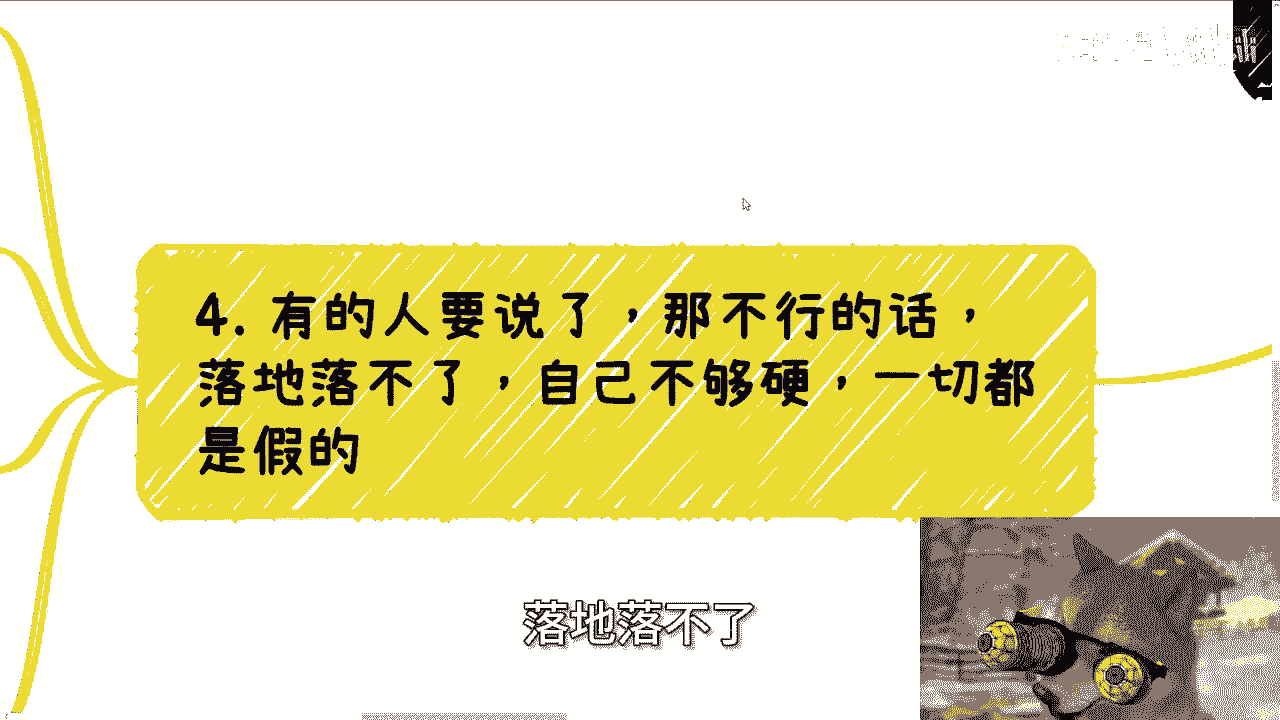 4. 有的人要说了，那不行的话，
落地落不了，自己不够硬，一切都
是假的
落地落不了